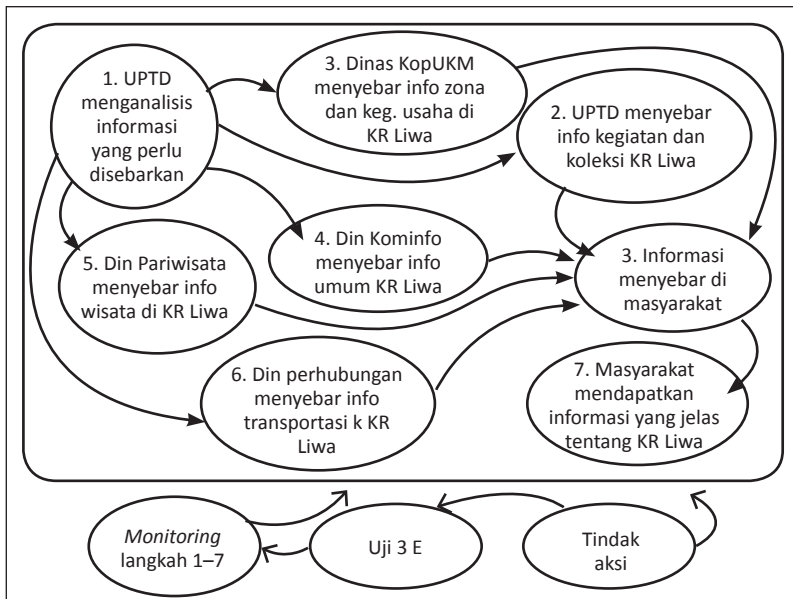 1. UPTD
menganalisis
informasi
yang perlu
disebarkan
3. Dinas KopUKM
menyebar info zona
dan keg. usaha di
KR Liwa
2. UPTD menyebar
info kegiatan dan
koleksi KR Liwa
4. Din Kominfo
menyebar info
umum KR Liwa
5. Din Pariwisata
menyebar info
wisata di KR Liwa
3. Informasi
menyebar di
masyarakat
6. Din perhubungan
menyebar info
transportasi k KR
Liwa
7. Masyarakat
mendapatkan
informasi yang jelas
tentang KR Liwa
Monitoring
langkah 1–7
Uji 3 E
Tindak
aksi